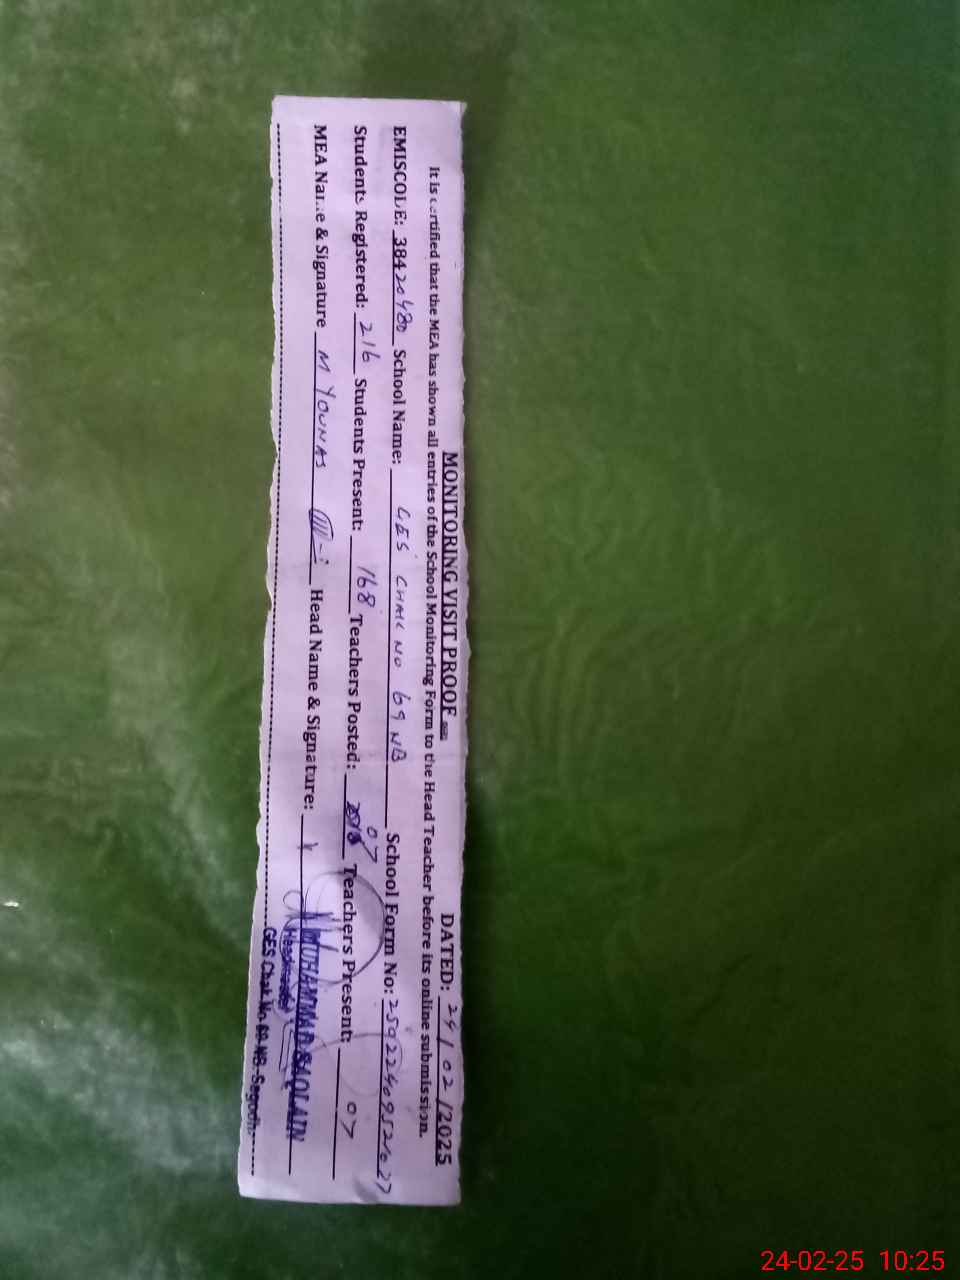 MONITORING VISIT PROOF DATED: 24/02/2025
It is certified that the MEA has shown all entries of the School Monitoring Form to the Head Teacher before its online submission.
EMISCODE: 38420480 School Name: GES CHAK NO 69 NB School Form No:
Students Registered: 216 Students Present: 168 Teachers Posted: 07 Teachers Present: 07
MEA Name & Signature M YOUNAS Head Name & Signature:
MUHAMMAD SAQLAIN
Headmaster
GES Chak No.69 NB Sargodha
24-02-25 10:25